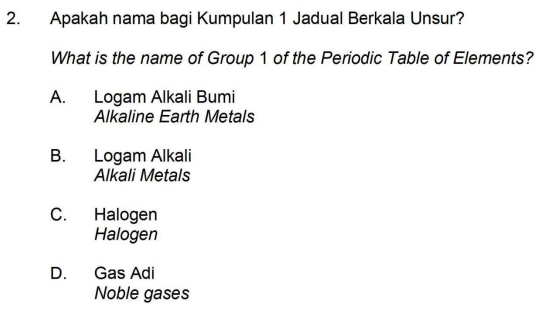 2. Apakah nama bagi Kumpulan 1 Jadual Berkala Unsur?
What is the name of Group 1 of the Periodic Table of Elements?
A. Logam Alkali Bumi
Alkaline Earth Metals
B. Logam Alkali
Alkali Metals
C. Halogen
Halogen
D. Gas Adi
Noble gases